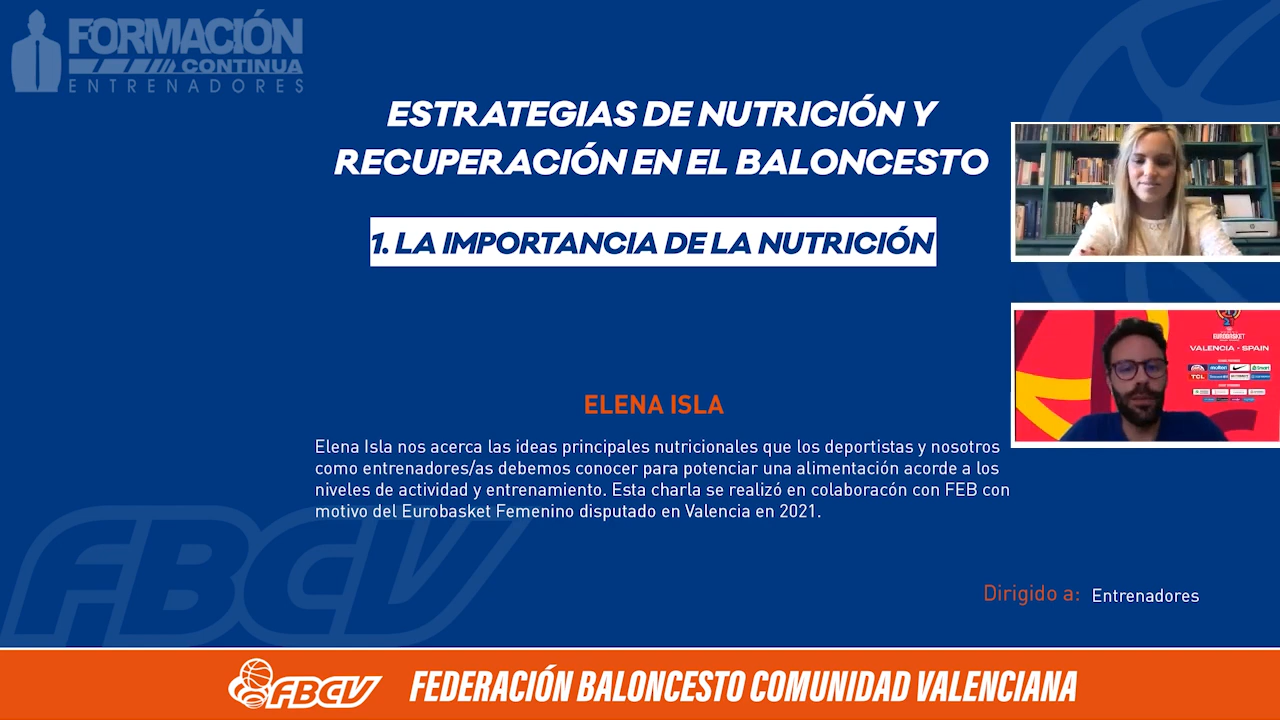 FORMACIÓN
CONTINUA
ENTRENADORES
ESTRATEGIAS DE NUTRICIÓN Y
RECUPERACIÓN EN EL BALONCESTO
1. LA IMPORTANCIA DE LA NUTRICIÓN
EUROBASKET
VALENCIA - SPAIN
molten
TCL
ELENA ISLA
Elena Isla nos acerca las ideas principales nutricionales que los deportistas y nosotros
como entrenadores/as debemos conocer para potenciar una alimentación acorde a los
niveles de actividad y entrenamiento. Esta charla se realizó en colaboracón con FEB con
motivo del Eurobasket Femenino disputado en Valencia en 2021.
FBCV
Dirigido a: Entrenadores
FBCV FEDERACIÓN BALONCESTO COMUNIDAD VALENCIANA